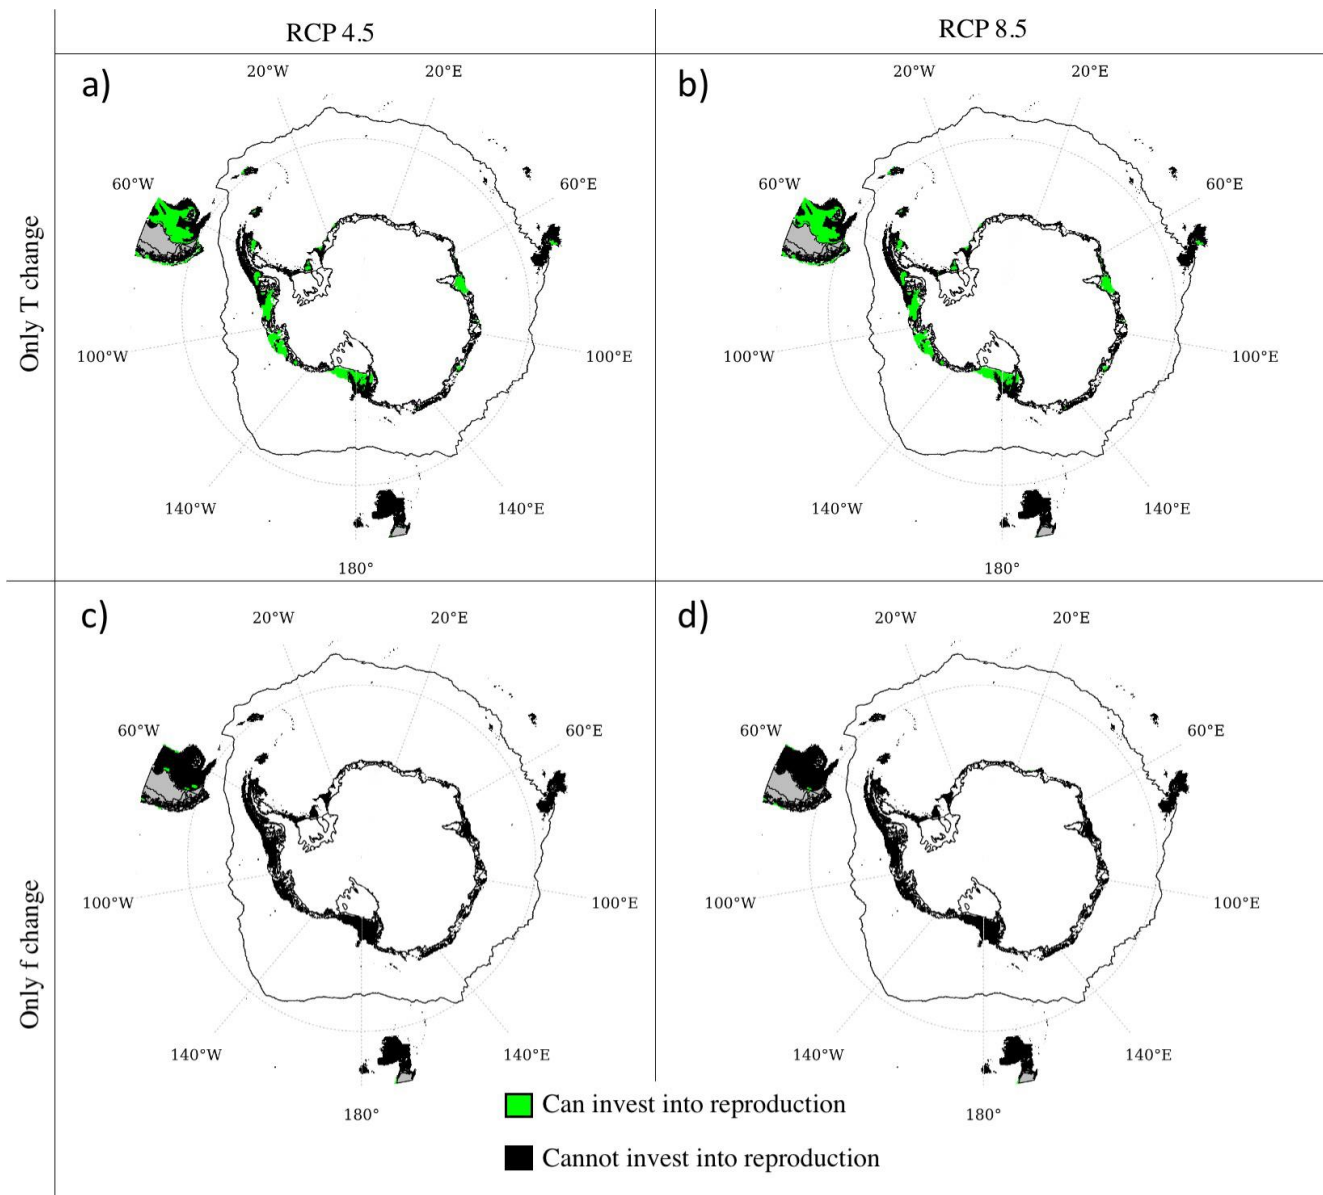 RCP 4.5
RCP 8.5
Only T change
a)
20°W
20°E
60°W
60°E
100°W
100°E
140°W
140°E
180°
b)
20°W
20°E
60°W
60°E
100°W
100°E
140°W
140°E
180°
Only f change
c)
20°W
20°E
60°W
60°E
100°W
100°E
140°W
140°E
180°
d)
20°W
20°E
60°W
60°E
100°W
100°E
140°W
140°E
180°
Can invest into reproduction
Cannot invest into reproduction